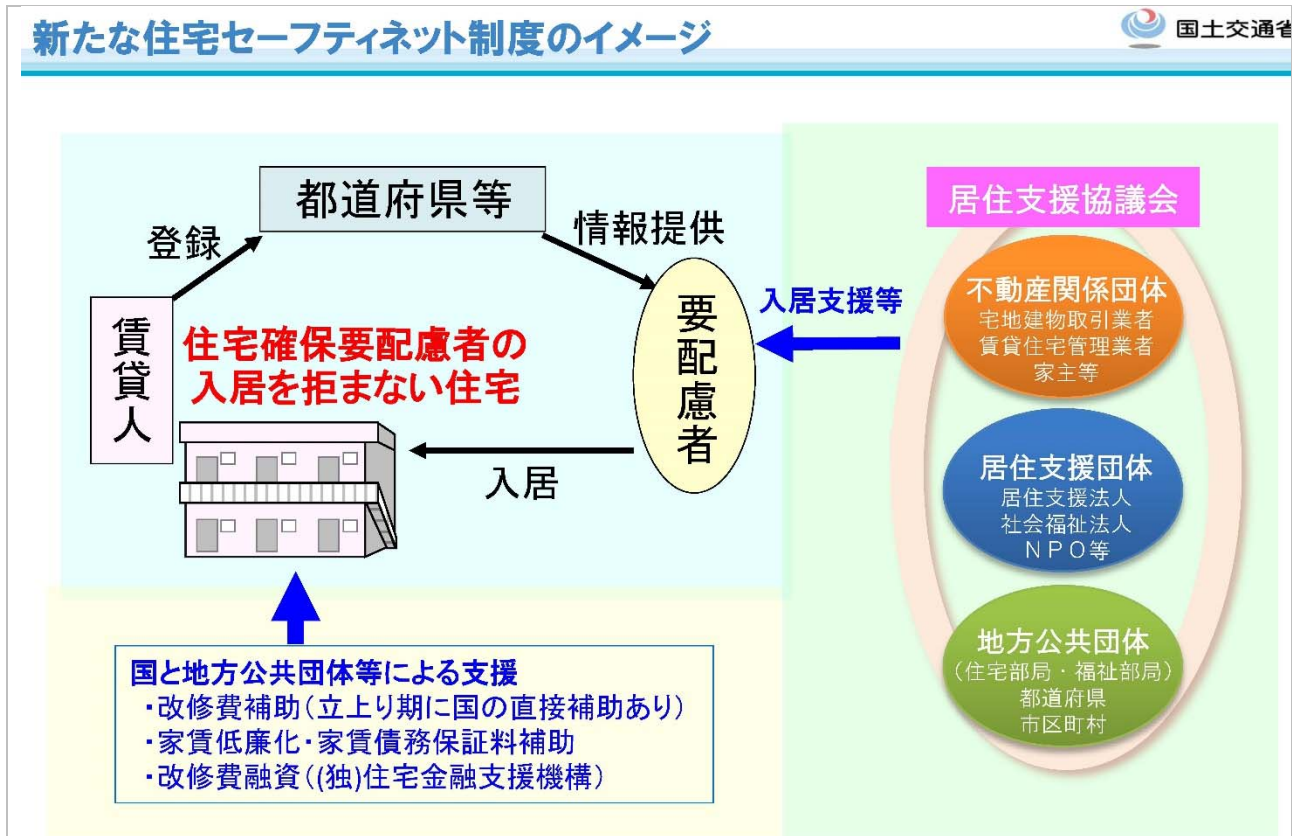 新たな住宅セーフティネット制度のイメージ
国土交通省
都道府県等
登録
情報提供
賃貸人
住宅確保要配慮者の
入居を拒まない住宅
要配慮者
入居
入居支援等
居住支援協議会
不動産関係団体
宅地建物取引業者
賃貸住宅管理業者
家主等
居住支援団体
居住支援法人
社会福祉法人
ＮＰＯ等
地方公共団体
（住宅部局・福祉部局）
都道府県
市区町村
国と地方公共団体等による支援
・改修費補助（立上り期に国の直接補助あり）
・家賃低廉化・家賃債務保証料補助
・改修費融資（(独)住宅金融支援機構）